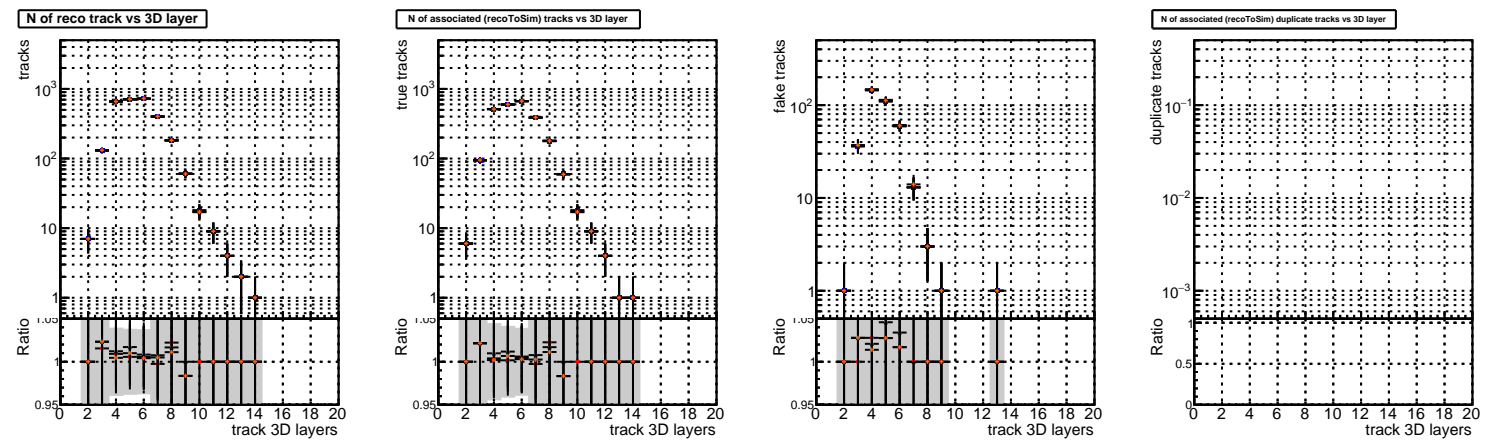 N of reco track vs 3D layer
tracks
10³
10²
10
1
Ratio
1.05
1
0.95
0 2 4 6 8 10 12 14 16 18 20
track 3D layers
N of associated (recoToSim) tracks vs 3D layer
true tracks
10³
10²
10
1
Ratio
1.05
1
0.95
0 2 4 6 8 10 12 14 16 18 20
track 3D layers
fake tracks
10²
10
1
Ratio
1.05
1
0.95
0 2 4 6 8 10 12 14 16 18 20
track 3D layers
N of associated (recoToSim) duplicate tracks vs 3D layer
duplicate tracks
10⁻¹
10⁻²
10⁻³
Ratio
1
0.5
0
0 2 4 6 8 10 12 14 16 18 20
track 3D layers